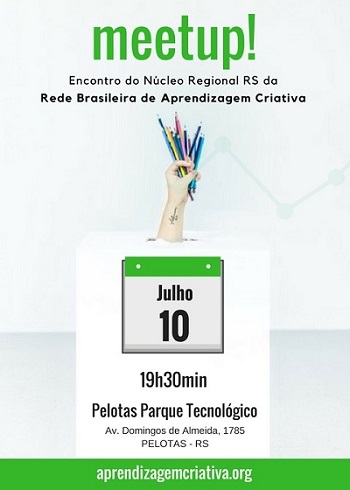 meetup!
Encontro do Núcleo Regional RS da
Rede Brasileira de Aprendizagem Criativa
Julho
10
19h30min
Pelotas Parque Tecnológico
Av. Domingos de Almeida, 1785
PELOTAS - RS
aprendizagemcriativa.org